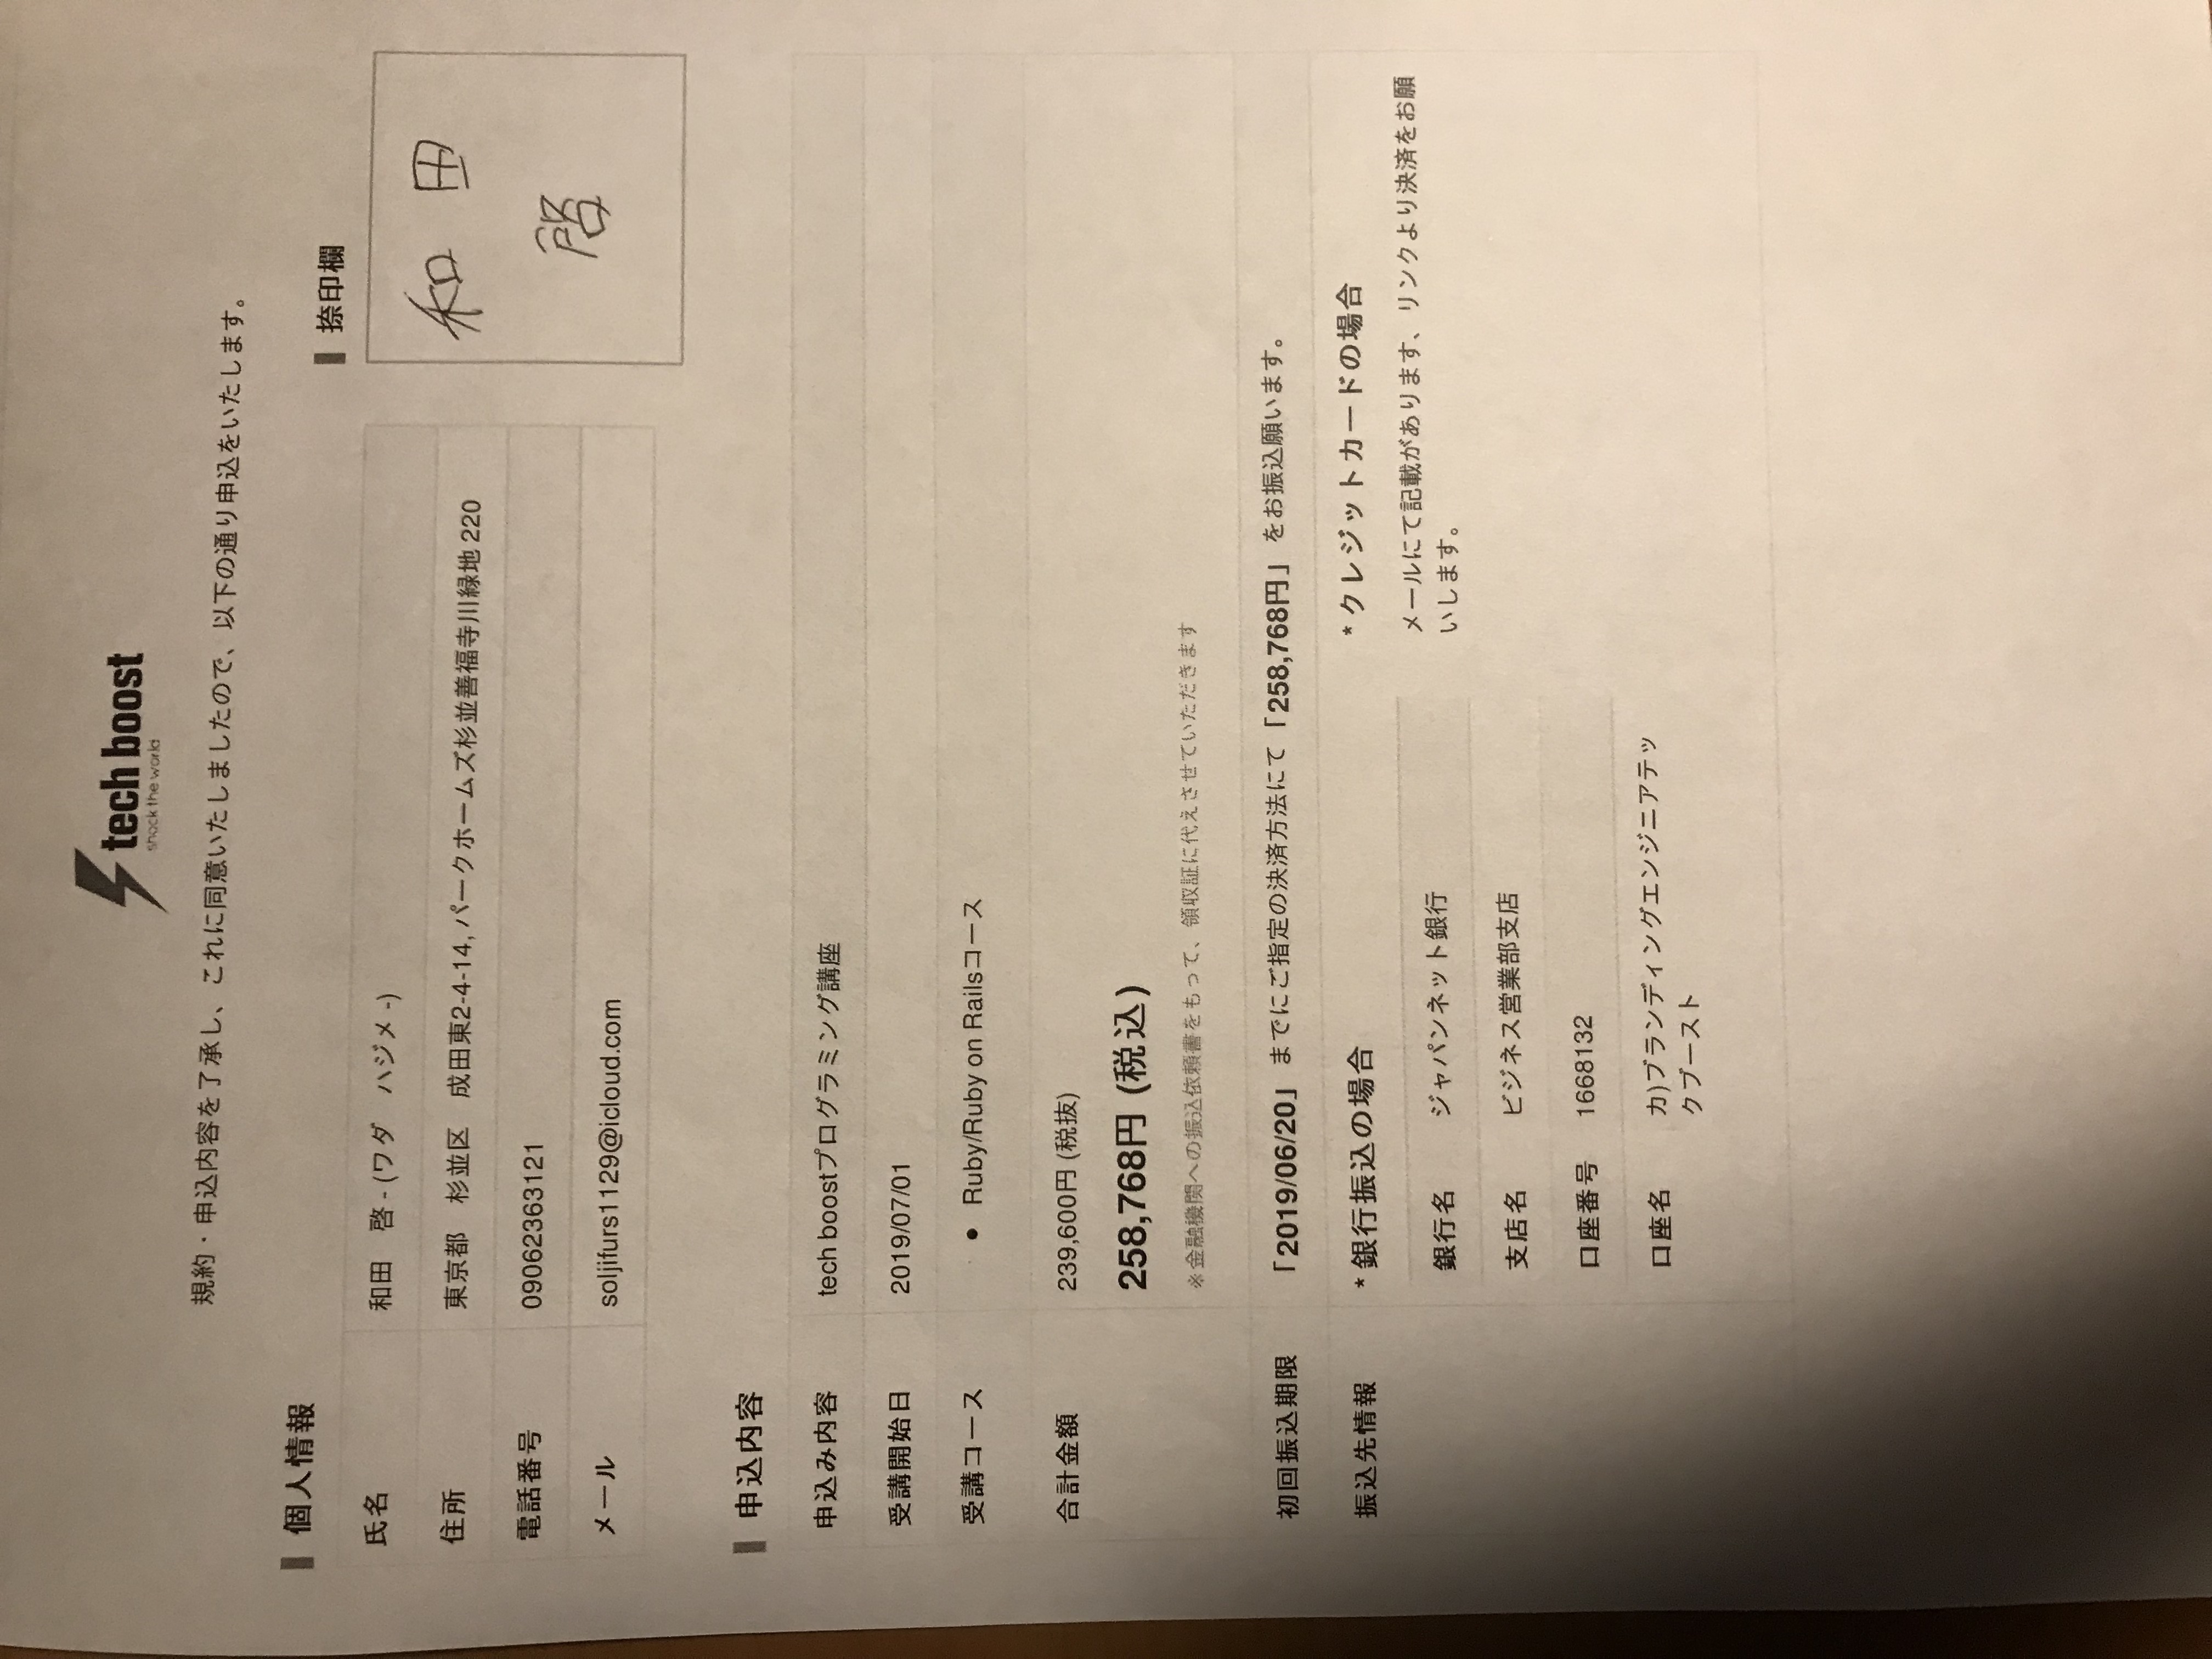 tech boost
shock the world
規約・申込内容を了承し、これに同意いたしましたので、以下の通り申込をいたします。
個人情報
氏名 和田 啓 - (ワダ ハジメ -)
住所 東京都 杉並区 成田東2-4-14,パークホームズ杉並善福寺川緑地 220
電話番号 09062363121
メール soljifurs1129@icloud.com
捺印欄
和田
啓
申込内容
申込み内容 tech boostプログラミング講座
受講開始日 2019/07/01
受講コース • Ruby/Ruby on Railsコース
合計金額 239,600円 (税抜)
258,768円 (税込)
※金融機関への振込依頼書をもって、領収証に代えさせていただきます
初回振込期限 「2019/06/20」までにご指定の決済方法にて「258,768円」をお振込願います。
振込先情報 *銀行振込の場合
銀行名 ジャパンネット銀行
支店名 ビジネス営業部支店
口座番号 1668132
口座名 カ)ブランディングエンジニアテッ
クブースト
*クレジットカードの場合
メールにて記載があります、リンクより決済をお願
いします。